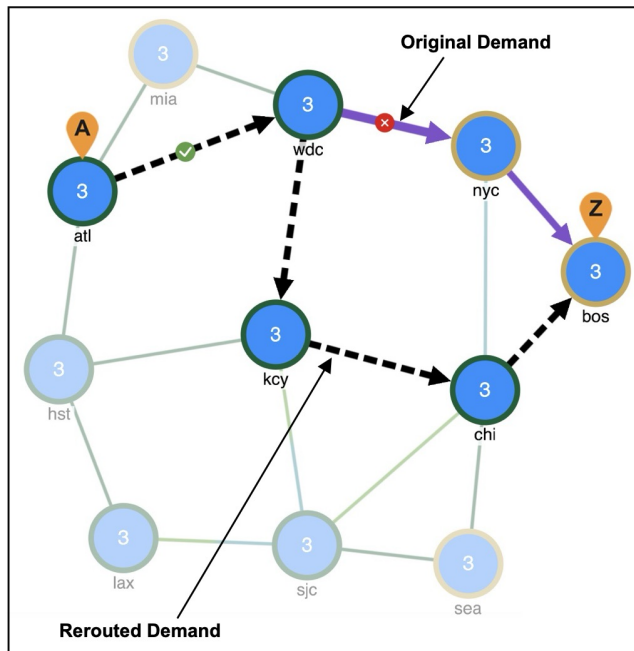 Original Demand
3
mia
3
wdc
A
3
atl
3
nyc
Z
3
bos
3
kcy
3
hst
3
chi
3
lax
3
sjc
3
sea
Rerouted Demand